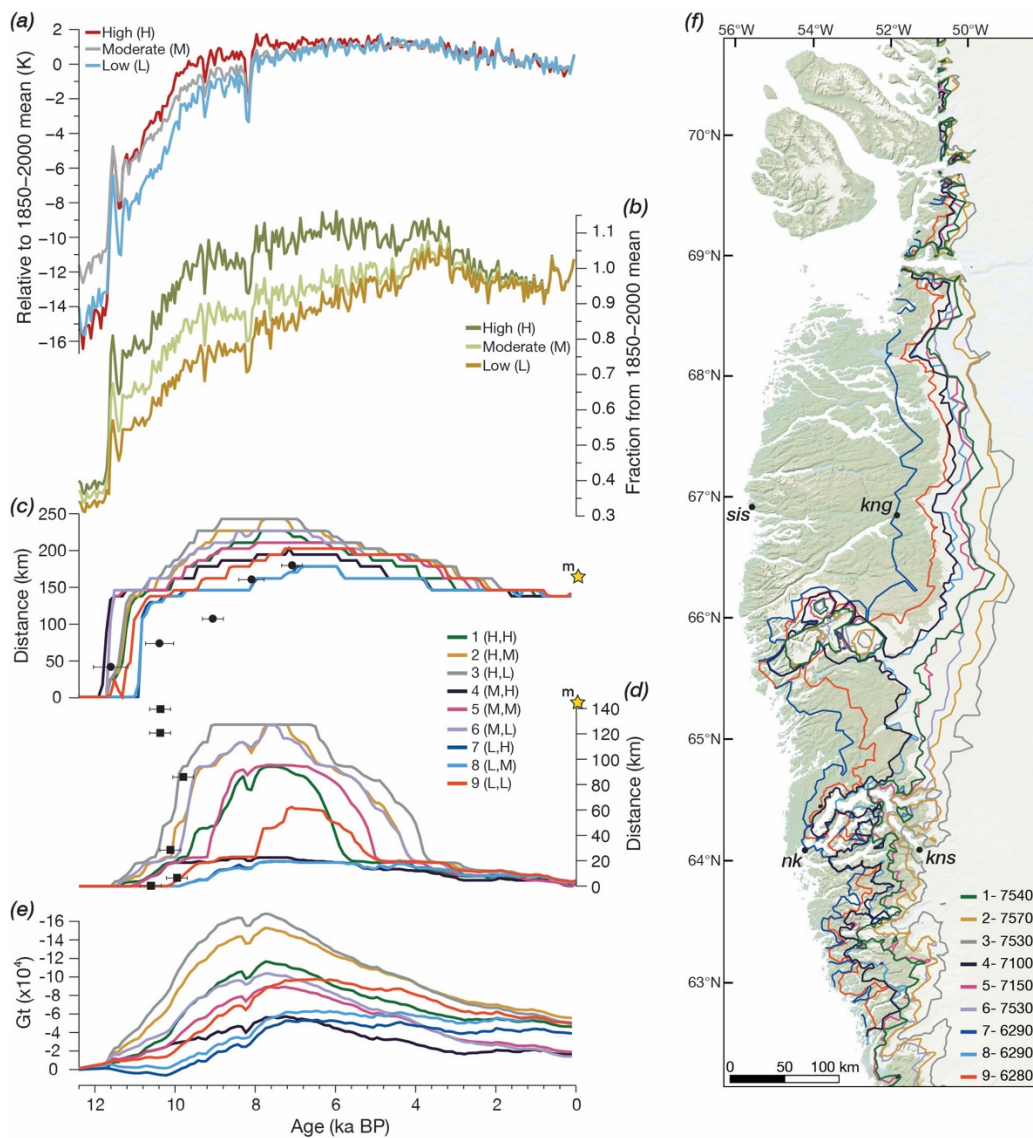 (a)
2
0
−2
−4
−6
−8
−10
−12
−14
−16
Relative to 1850–2000 mean (K)
High (H)
Moderate (M)
Low (L)
(b)
1.1
1.0
0.9
0.8
0.7
0.6
0.5
0.4
0.3
Fraction from 1850–2000 mean
High (H)
Moderate (M)
Low (L)
(c)
250
200
150
100
50
0
Distance (km)
m
1 (H,H)
2 (H,M)
3 (H,L)
4 (M,H)
5 (M,M)
6 (M,L)
7 (L,H)
8 (L,M)
9 (L,L)
m
(d)
140
120
100
80
60
40
20
0
Distance (km)
(e)
-16
-14
-12
-10
-8
-6
-4
-2
0
Gt (x10⁴)
12 10 8 6 4 2 0
Age (ka BP)
(f)
56°W 54°W 52°W 50°W
70°N
69°N
68°N
67°N
66°N
65°N
64°N
63°N
sis
kng
nk
kns
1- 7540
2- 7570
3- 7530
4- 7100
5- 7150
6- 7530
7- 6290
8- 6290
9- 6280
0 50 100 km